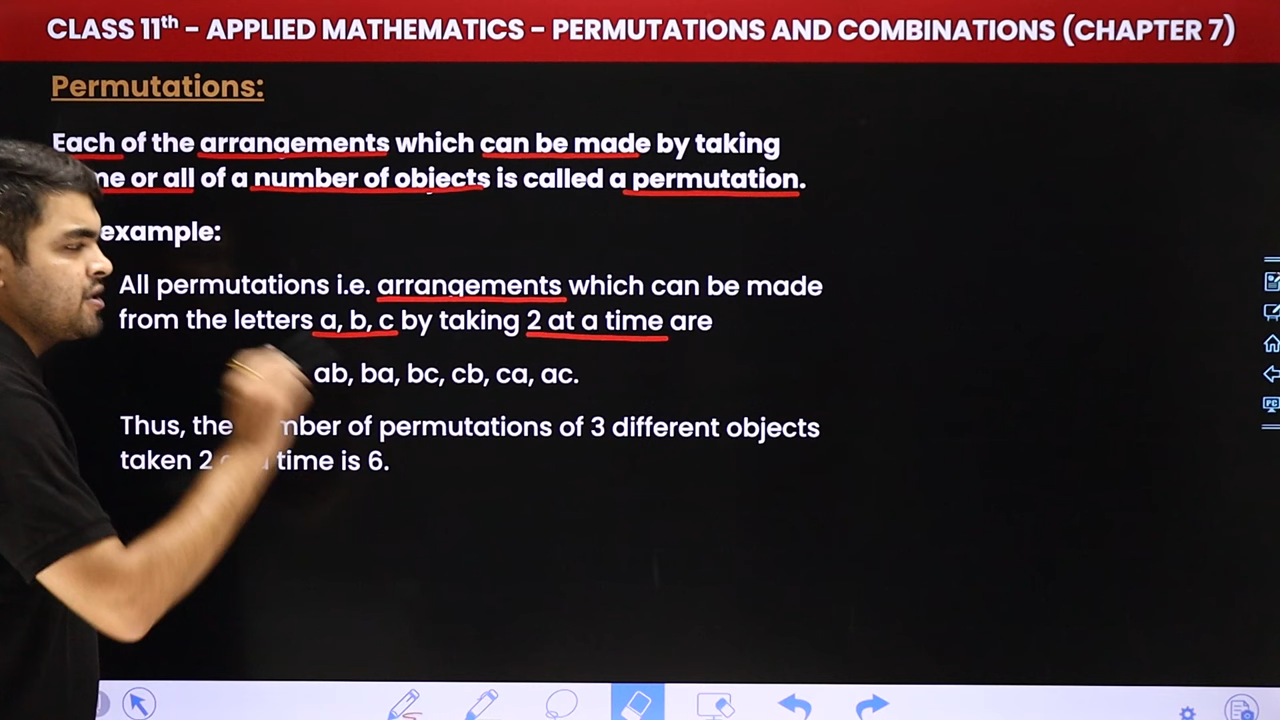 CLASS 11th – APPLIED MATHEMATICS – PERMUTATIONS AND COMBINATIONS (CHAPTER 7)
Permutations:
Each of the arrangements which can be made by taking
or all of a number of objects is called a permutation.
example:
All permutations i.e. arrangements which can be made
from the letters a, b, c by taking 2 at a time are
ab, ba, bc, cb, ca, ac.
Thus, the of permutations of 3 different objects
taken 2 time is 6.
PC